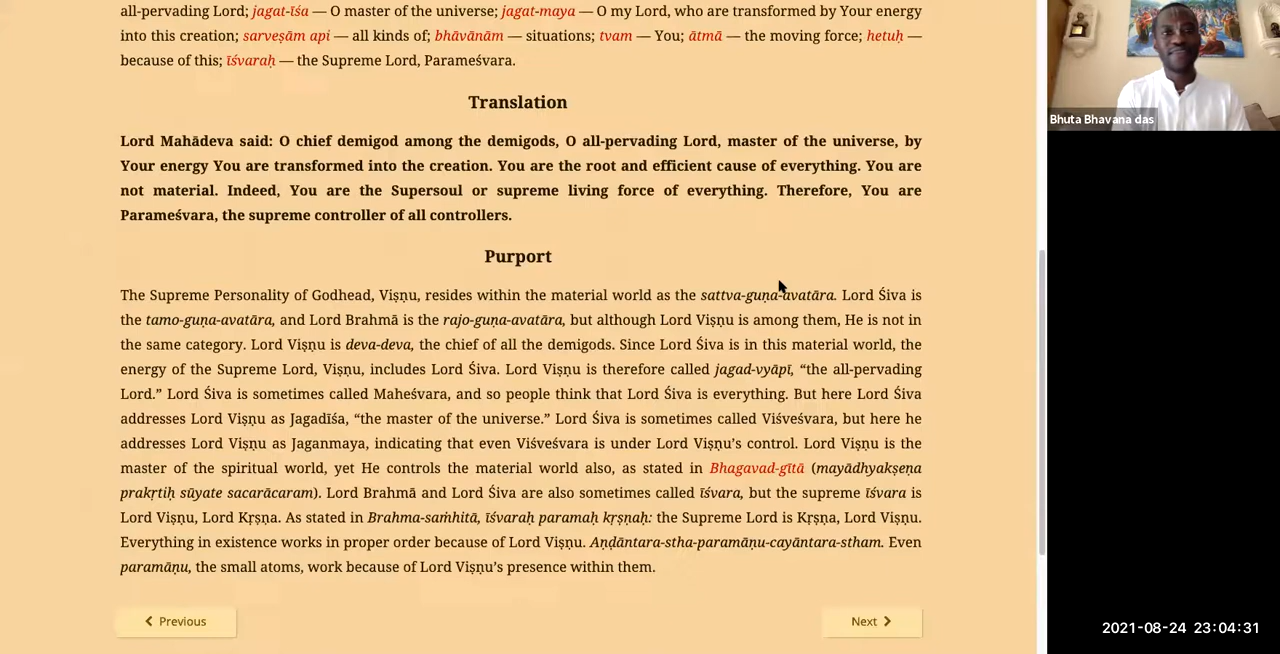 all-pervading Lord; jagat-īśa — O master of the universe; jagat-maya — O my Lord, who are transformed by Your energy
into this creation; sarveṣām api — all kinds of; bhāvānām — situations; tvam — You; ātmā — the moving force; hetuḥ —
because of this; īśvaraḥ — the Supreme Lord, Parameśvara.
Translation
Lord Mahādeva said: O chief demigod among the demigods, O all-pervading Lord, master of the universe, by
Your energy You are transformed into the creation. You are the root and efficient cause of everything. You are
not material. Indeed, You are the Supersoul or supreme living force of everything. Therefore, You are
Parameśvara, the supreme controller of all controllers.
Purport
The Supreme Personality of Godhead, Viṣṇu, resides within the material world as the sattva-guṇa-avatāra. Lord Śiva is
the tamo-guṇa-avatāra, and Lord Brahmā is the rajo-guṇa-avatāra, but although Lord Viṣṇu is among them, He is not in
the same category. Lord Viṣṇu is deva-deva, the chief of all the demigods. Since Lord Śiva is in this material world, the
energy of the Supreme Lord, Viṣṇu, includes Lord Śiva. Lord Viṣṇu is therefore called jagad-vyāpī, “the all-pervading
Lord.” Lord Śiva is sometimes called Maheśvara, and so people think that Lord Śiva is everything. But here Lord Śiva
addresses Lord Viṣṇu as Jagadīśa, “the master of the universe.” Lord Śiva is sometimes called Viśveśvara, but here he
addresses Lord Viṣṇu as Jaganmaya, indicating that even Viśveśvara is under Lord Viṣṇu’s control. Lord Viṣṇu is the
master of the spiritual world, yet He controls the material world also, as stated in Bhagavad-gītā (mayādhyakṣeṇa
prakṛtiḥ sūyate sacarācaram). Lord Brahmā and Lord Śiva are also sometimes called īśvara, but the supreme īśvara is
Lord Viṣṇu, Lord Kṛṣṇa. As stated in Brahma-saṁhitā, īśvaraḥ paramaḥ kṛṣṇaḥ: the Supreme Lord is Kṛṣṇa, Lord Viṣṇu.
Everything in existence works in proper order because of Lord Viṣṇu. Aṇḍāntara-stha-paramāṇu-cayāntara-stham. Even
paramāṇu, the small atoms, work because of Lord Viṣṇu’s presence within them.
Previous
Next
Bhuta Bhavana das
2021-08-24 23:04:31